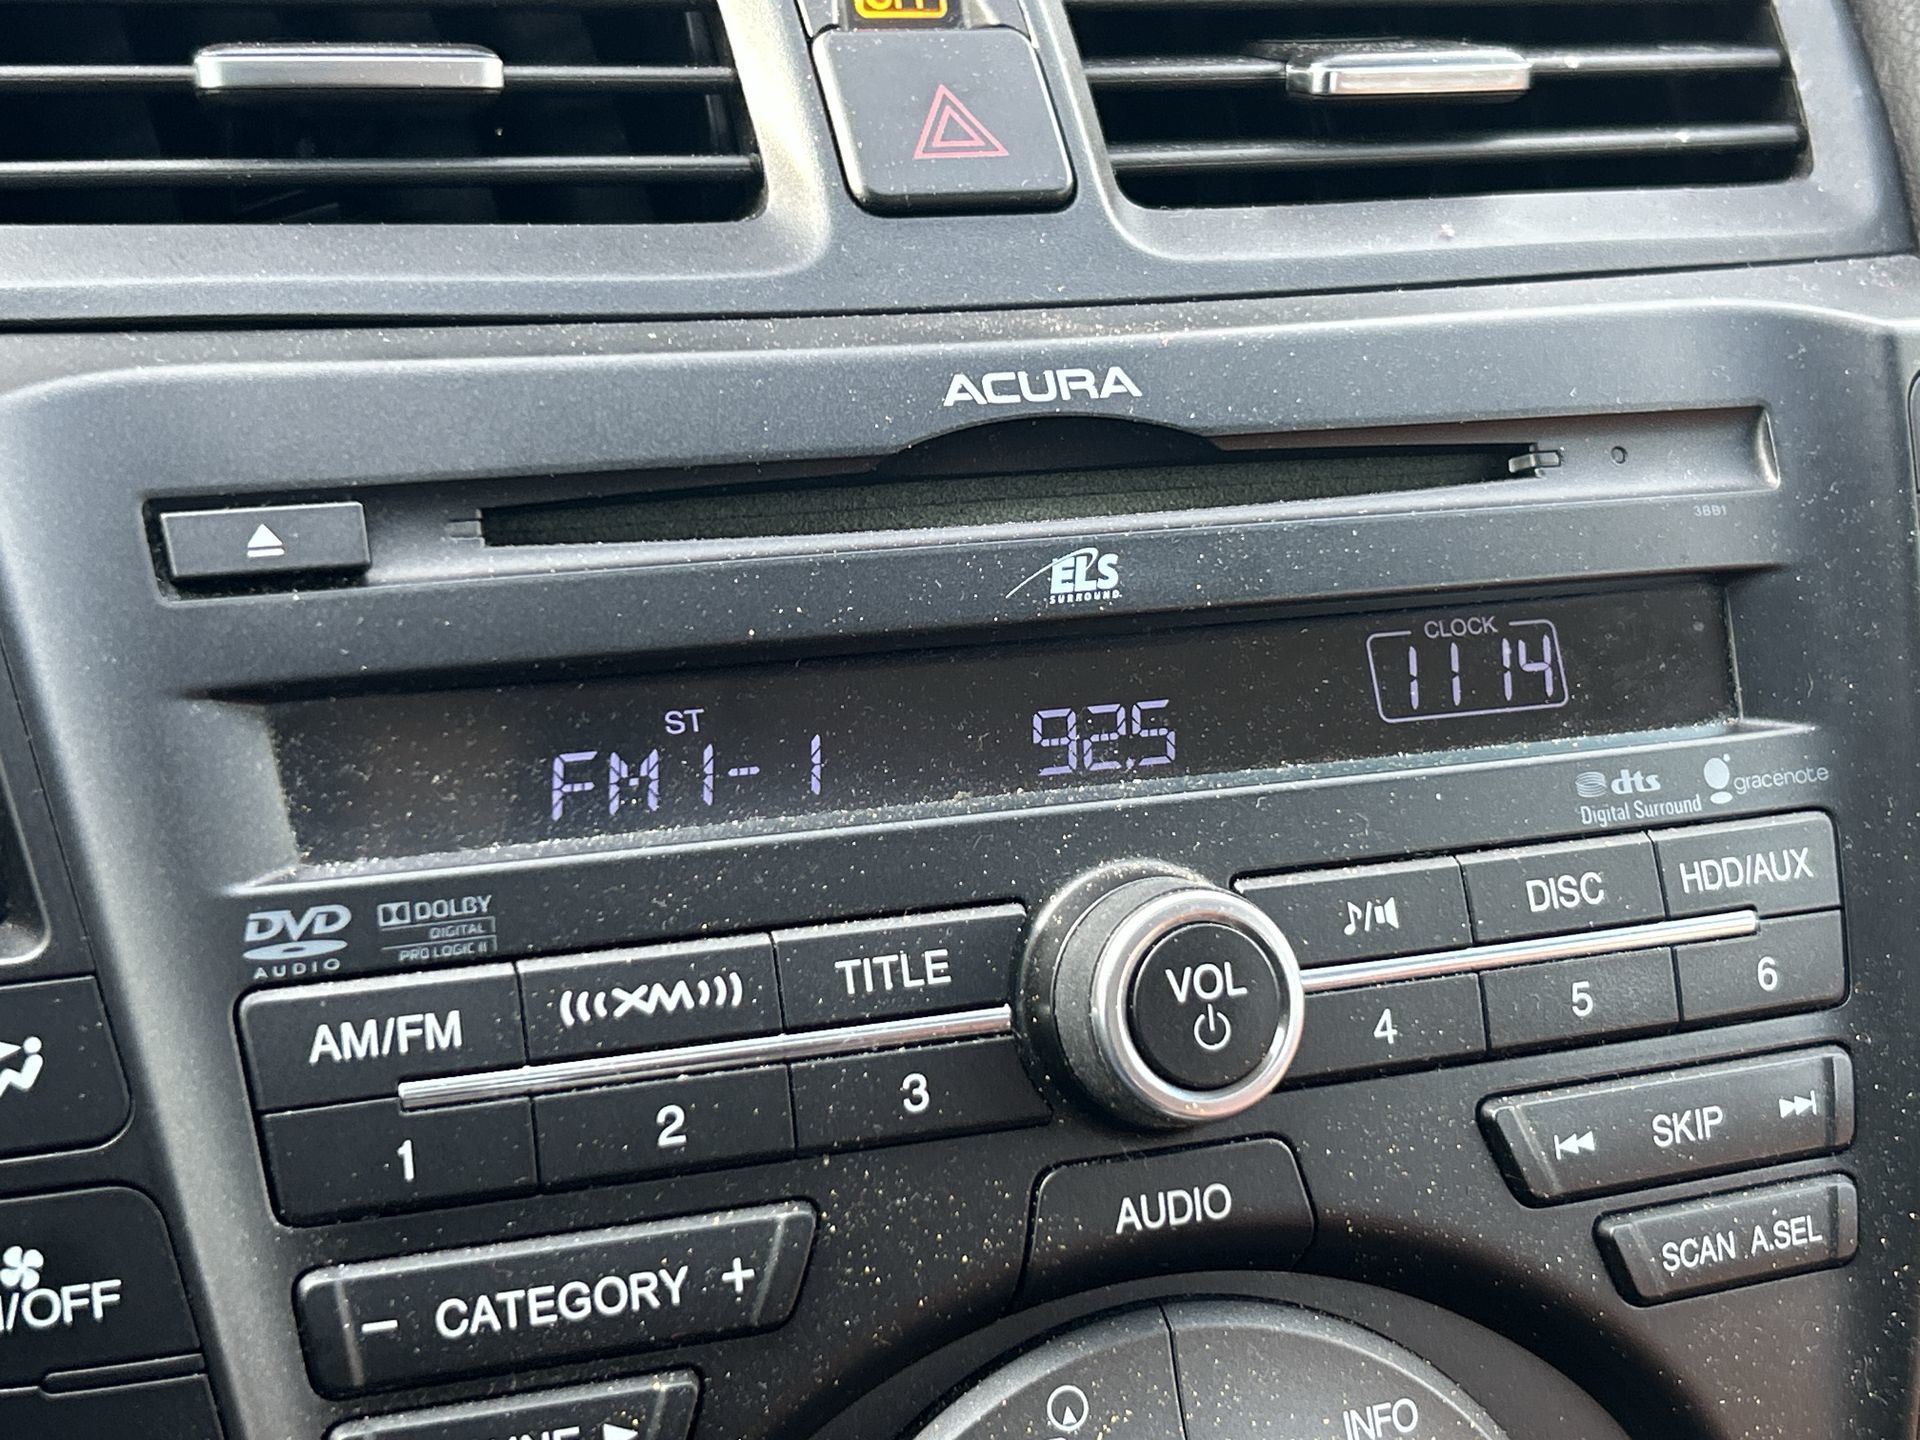 OFF
ACURA
3BB1
ELS
SURROUND
CLOCK
11 14
ST
FM1-1 92.5
dts
Digital Surround
gracenote
DVD
AUDIO
DOLBY
DIGITAL
PRO LOGIC II
AM/FM
(((XM)))
TITLE
VOL
DISC
HDD/AUX
1
2
3
4
5
6
SKIP
AUDIO
SCAN A.SEL
- CATEGORY +
/OFF
INFO